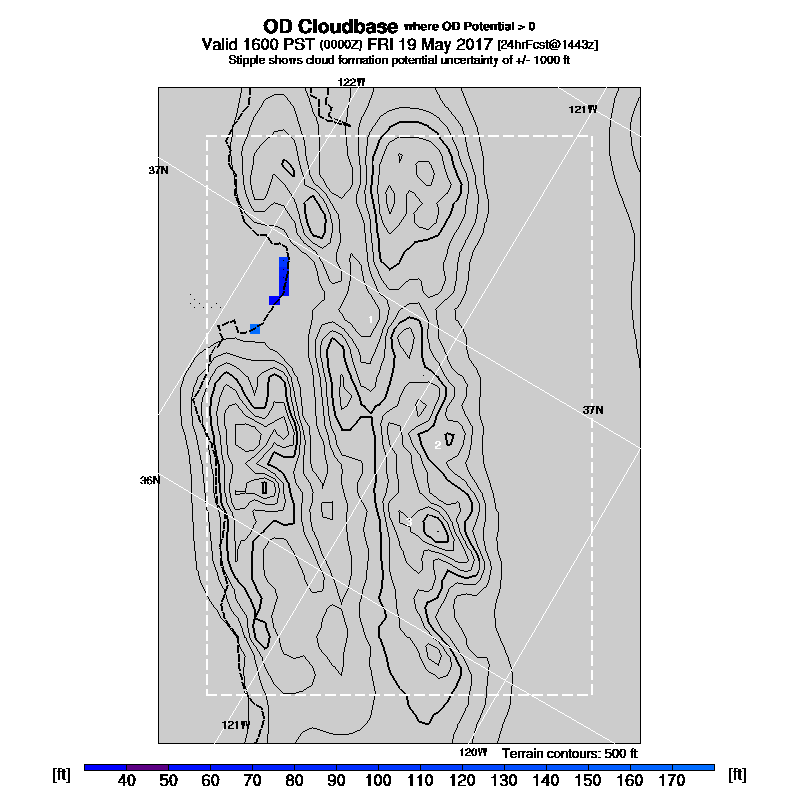 OD Cloudbase where OD Potential > 0
Valid 1600 PST (0000Z) FRI 19 May 2017 [24hrFcst@1443z]
Stipple shows cloud formation potential uncertainty of +/- 1000 ft
122W
121W
37N
1
37N
2
36N
3
121W
120W Terrain contours: 500 ft
[ft] 40 50 60 70 80 90 100 110 120 130 140 150 160 170 [ft]